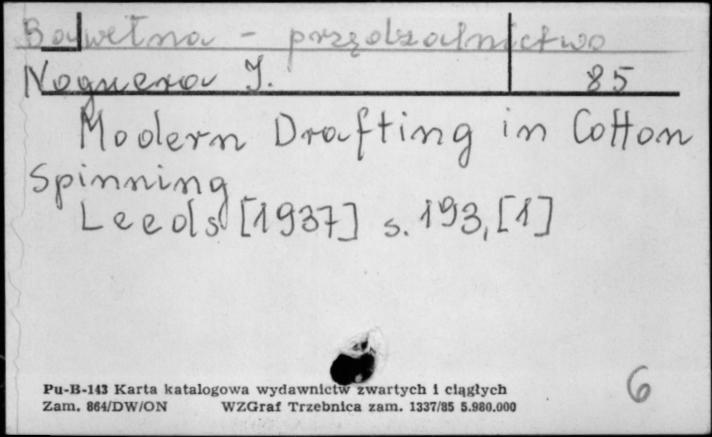 Bawełna - przędzalnictwo
Noguera J. 85
Modern Drafting in Cotton
Spinning
Leeds [1937] s. 193, [1]
6
Pu-B-143 Karta katalogowa wydawnictw zwartych i ciągłych
Zam. 864/DW/ON WZGraf Trzebnica zam. 1337/85 5.980.000